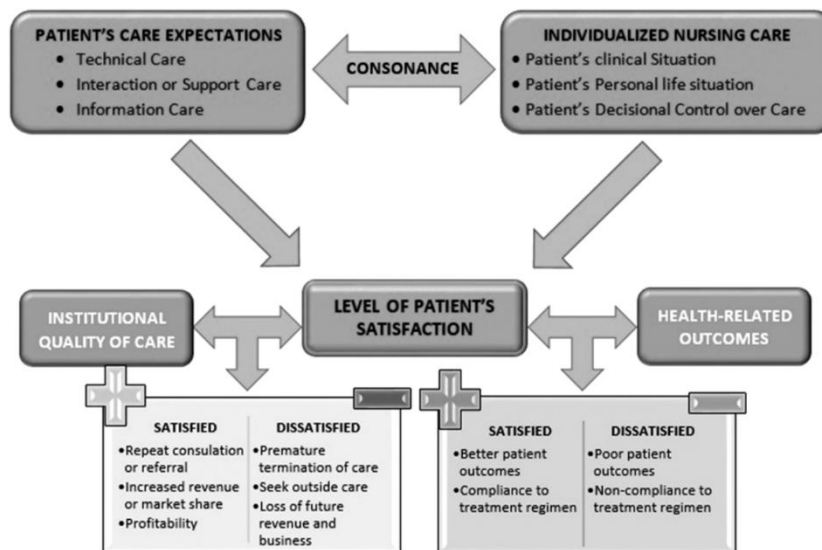 PATIENT'S CARE EXPECTATIONS
• Technical Care
• Interaction or Support Care
• Information Care
CONSONANCE
INDIVIDUALIZED NURSING CARE
• Patient's clinical Situation
• Patient's Personal life situation
• Patient's Decisional Control over Care
INSTITUTIONAL
QUALITY OF CARE
LEVEL OF PATIENT'S
SATISFACTION
HEALTH-RELATED
OUTCOMES
SATISFIED
•Repeat consulation
or referral
•Increased revenue
or market share
•Profitability
DISSATISFIED
•Premature
termination of care
•Seek outside care
•Loss of future
revenue and
business
SATISFIED
•Better patient
outcomes
•Compliance to
treatment regimen
DISSATISFIED
•Poor patient
outcomes
•Non-compliance to
treatment regimen